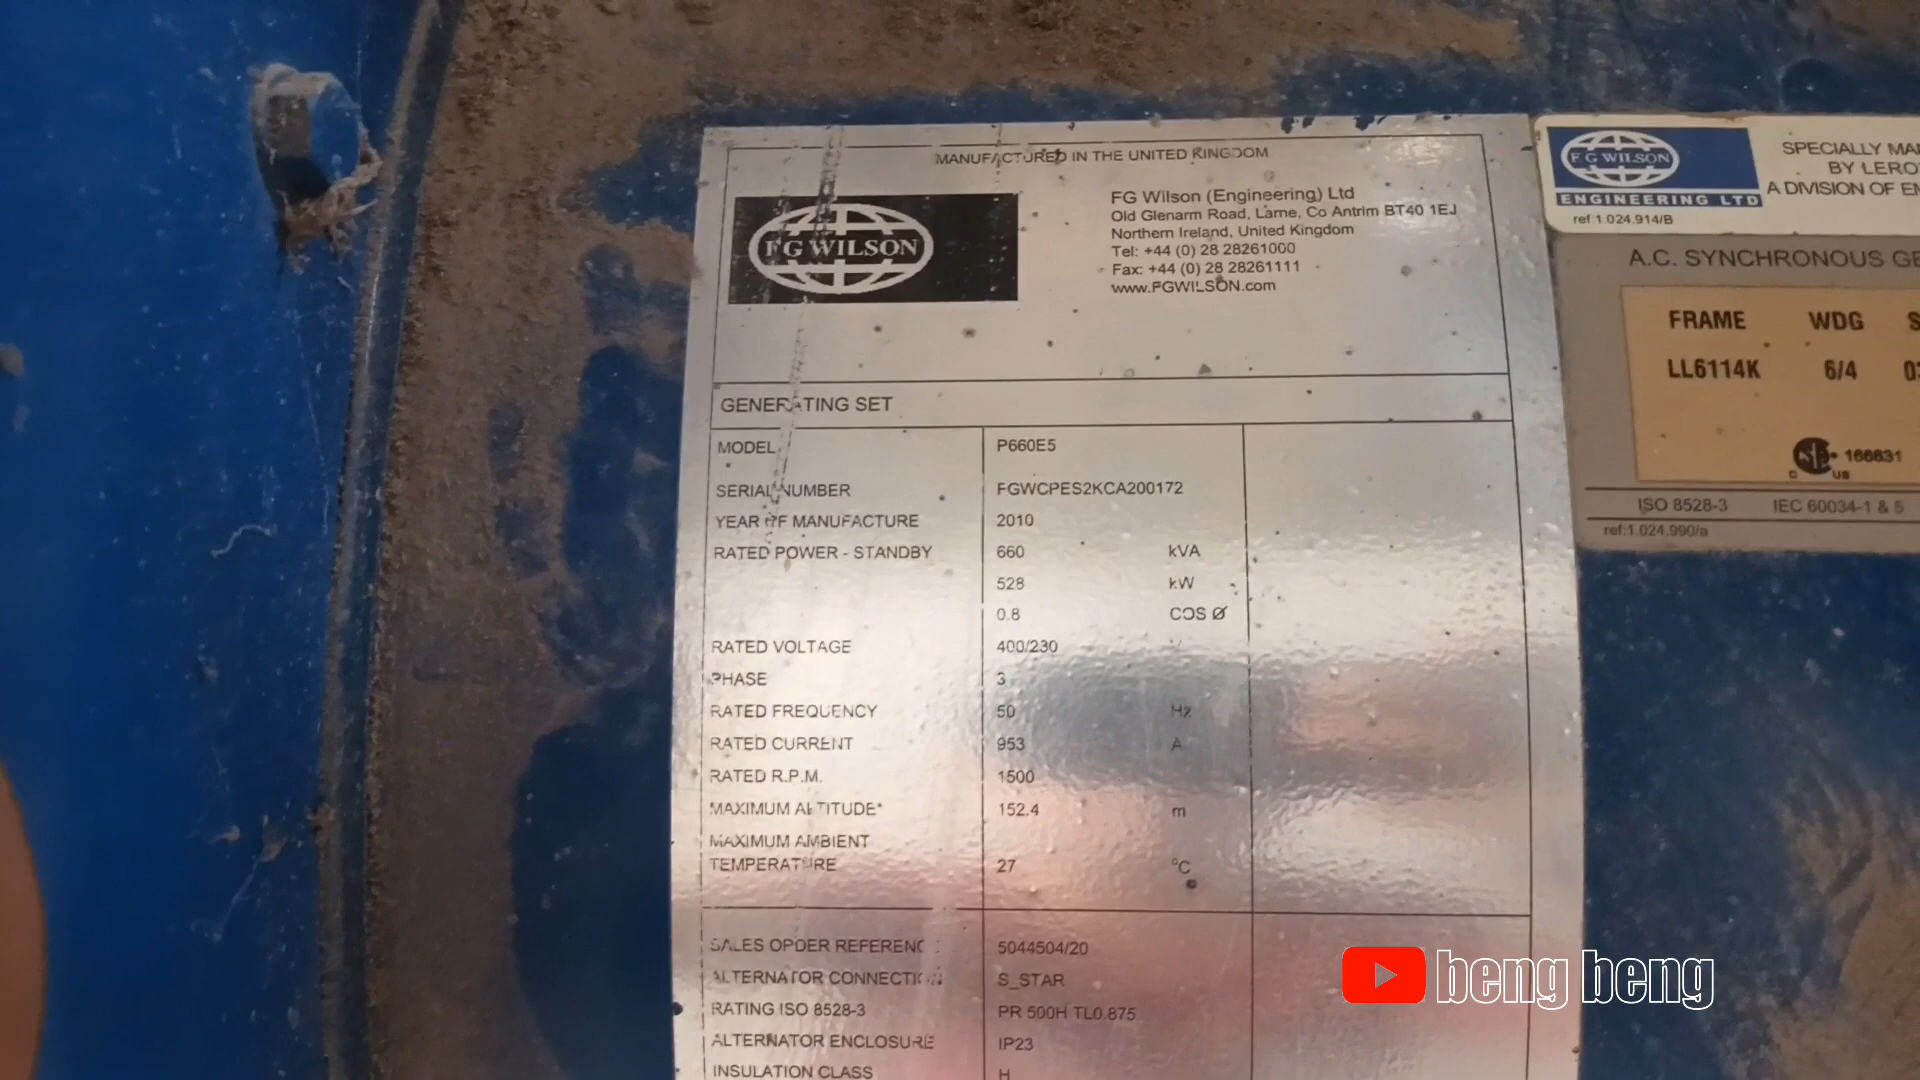 MANUFACTURED IN THE UNITED KINGDOM
FG WILSON
FG Wilson (Engineering) Ltd
Old Glenarm Road, Larne, Co Antrim BT40 1EJ
Northern Ireland, United Kingdom
Tel: +44 (0) 28 28261000
Fax: +44 (0) 28 28261111
www.FGWILSON.com
GENERATING SET
MODEL P660E5
SERIAL NUMBER FGWCPES2KCA200172
YEAR OF MANUFACTURE 2010
RATED POWER - STANDBY 660 kVA
528 kW
0.8 COS Ø
RATED VOLTAGE 400/230 V
PHASE 3
RATED FREQUENCY 50 Hz
RATED CURRENT 953 A
RATED R.P.M. 1500
MAXIMUM ALTITUDE* 152.4 m
MAXIMUM AMBIENT
TEMPERATURE 27 °C
SALES ORDER REFERENCE 5044504/20
ALTERNATOR CONNECTION S_STAR
RATING ISO 8528-3 PR 500H TL0.875
ALTERNATOR ENCLOSURE IP23
INSULATION CLASS H
FG WILSON
ENGINEERING LTD
ref 1.024.914/B
SPECIALLY MA
BY LERO
A DIVISION OF EM
A.C. SYNCHRONOUS GE
FRAME WDG S
LL6114K 6/4 03
C US 166631
ISO 8528-3 IEC 60034-1 & 5
ref:1.024.990/a
beng beng